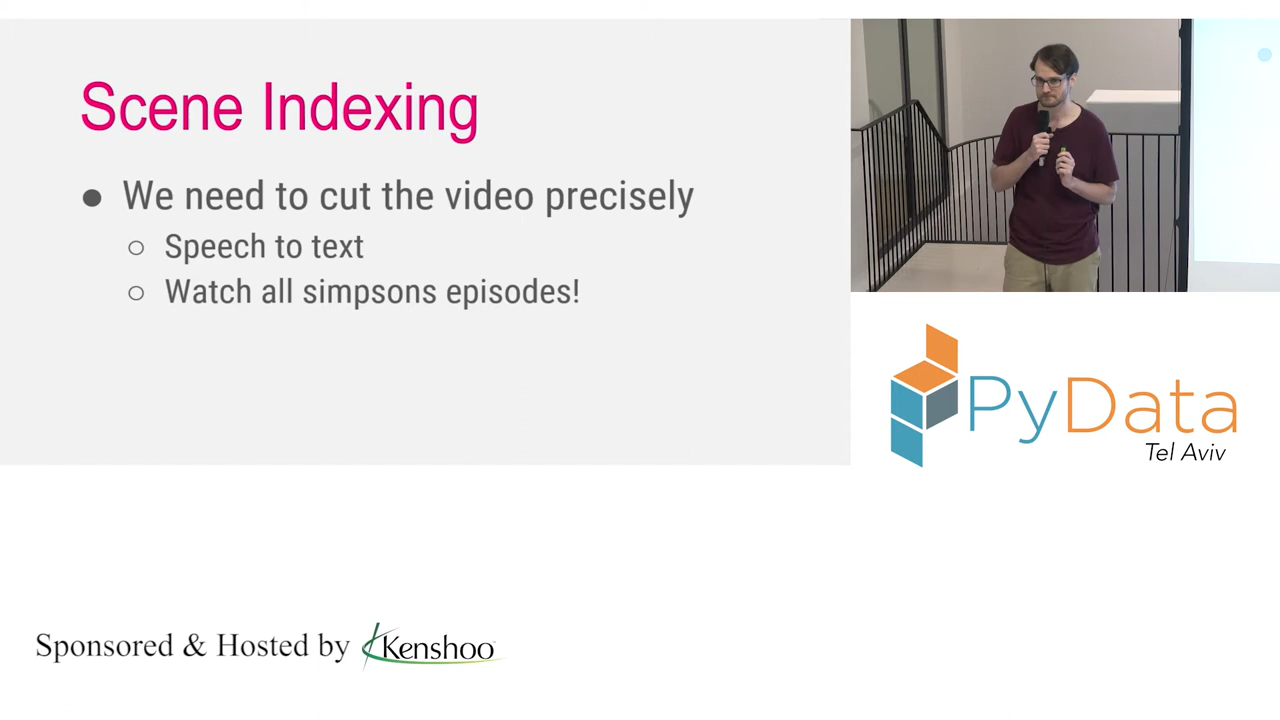 Scene Indexing
● We need to cut the video precisely
○ Speech to text
○ Watch all simpsons episodes!
PyData
Tel Aviv
Sponsored & Hosted by Kenshoo